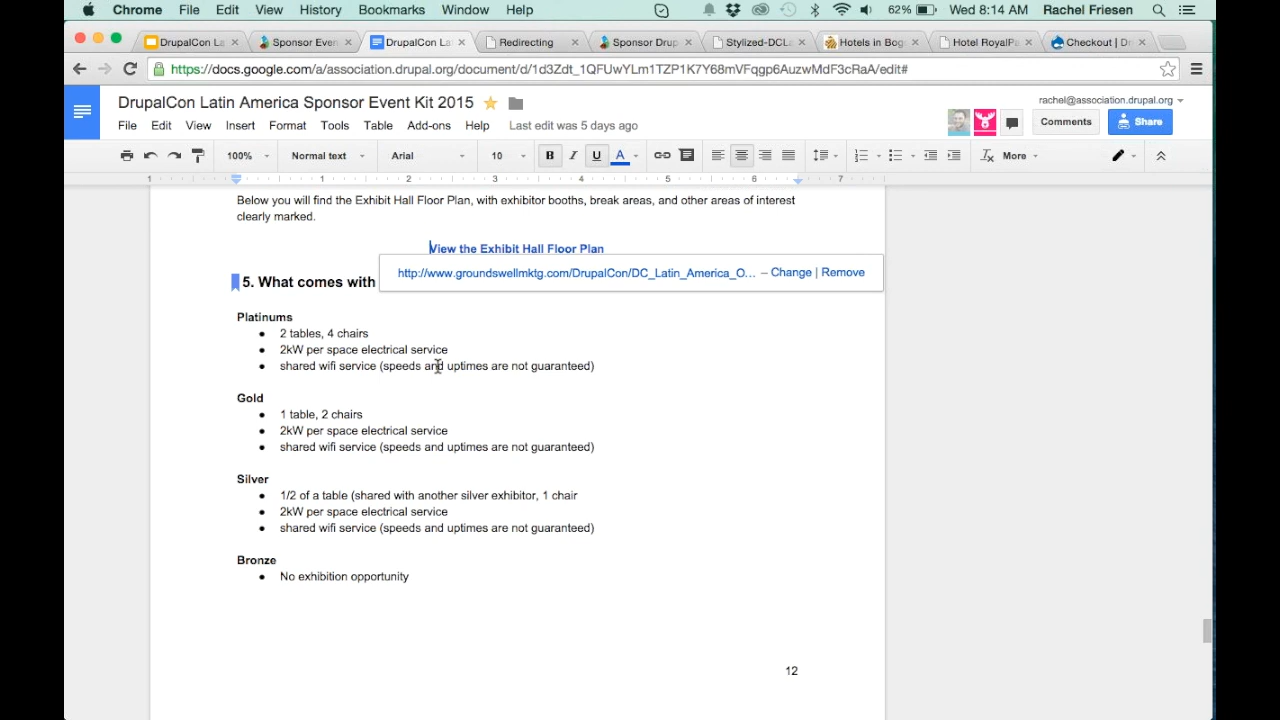 Chrome File Edit View History Bookmarks Window Help 62% Wed 8:14 AM Rachel Friesen
DrupalCon La Sponsor Even DrupalCon La Redirecting Sponsor Drup Stylized-DCLo Hotels in Bog Hotel RoyalPa Checkout | Dr
https://docs.google.com/a/association.drupal.org/document/d/1d3Zdt_1QFUwYLm1TZP1K7Y68mVFqgp6AuzwMdF3cRaA/edit#
DrupalCon Latin America Sponsor Event Kit 2015
rachel@association.drupal.org
File Edit View Insert Format Tools Table Add-ons Help Last edit was 5 days ago
Comments Share
100% Normal text Arial 10 B I U A More
1 1 2 3 4 5 6 7
Below you will find the Exhibit Hall Floor Plan, with exhibitor booths, break areas, and other areas of interest
clearly marked.
View the Exhibit Hall Floor Plan
http://www.groundswellmktg.com/DrupalCon/DC_Latin_America_O... – Change | Remove
5. What comes with
Platinums
● 2 tables, 4 chairs
● 2kW per space electrical service
● shared wifi service (speeds and uptimes are not guaranteed)
Gold
● 1 table, 2 chairs
● 2kW per space electrical service
● shared wifi service (speeds and uptimes are not guaranteed)
Silver
● 1/2 of a table (shared with another silver exhibitor, 1 chair
● 2kW per space electrical service
● shared wifi service (speeds and uptimes are not guaranteed)
Bronze
● No exhibition opportunity
12